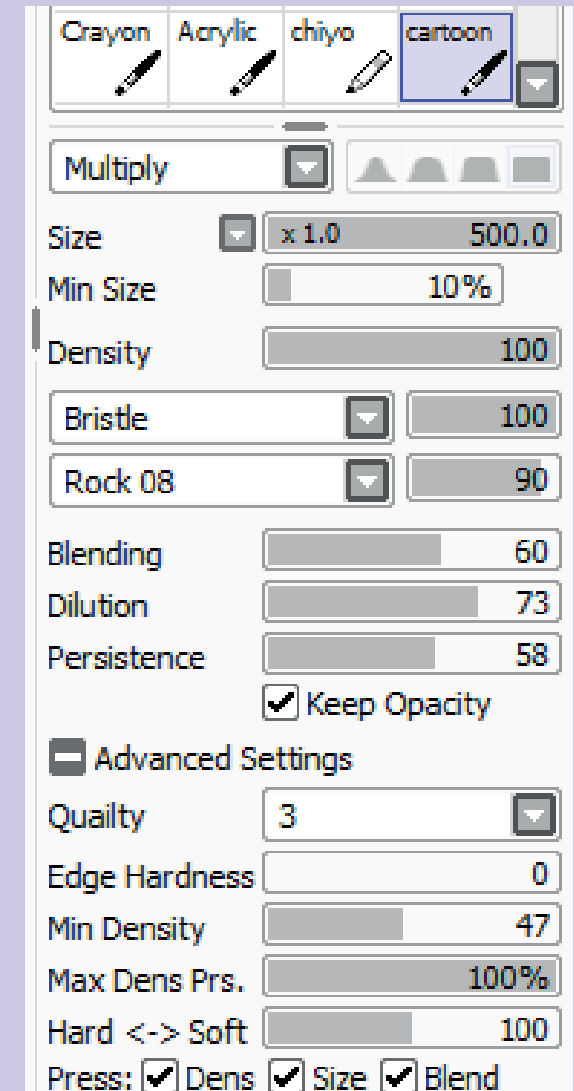 Crayon Acrylic chiyo cartoon
Multiply
Size x 1.0 500.0
Min Size 10%
Density 100
Bristle 100
Rock 08 90
Blending 60
Dilution 73
Persistence 58
Keep Opacity
Advanced Settings
Quailty 3
Edge Hardness 0
Min Density 47
Max Dens Prs. 100%
Hard <-> Soft 100
Press: Dens Size Blend